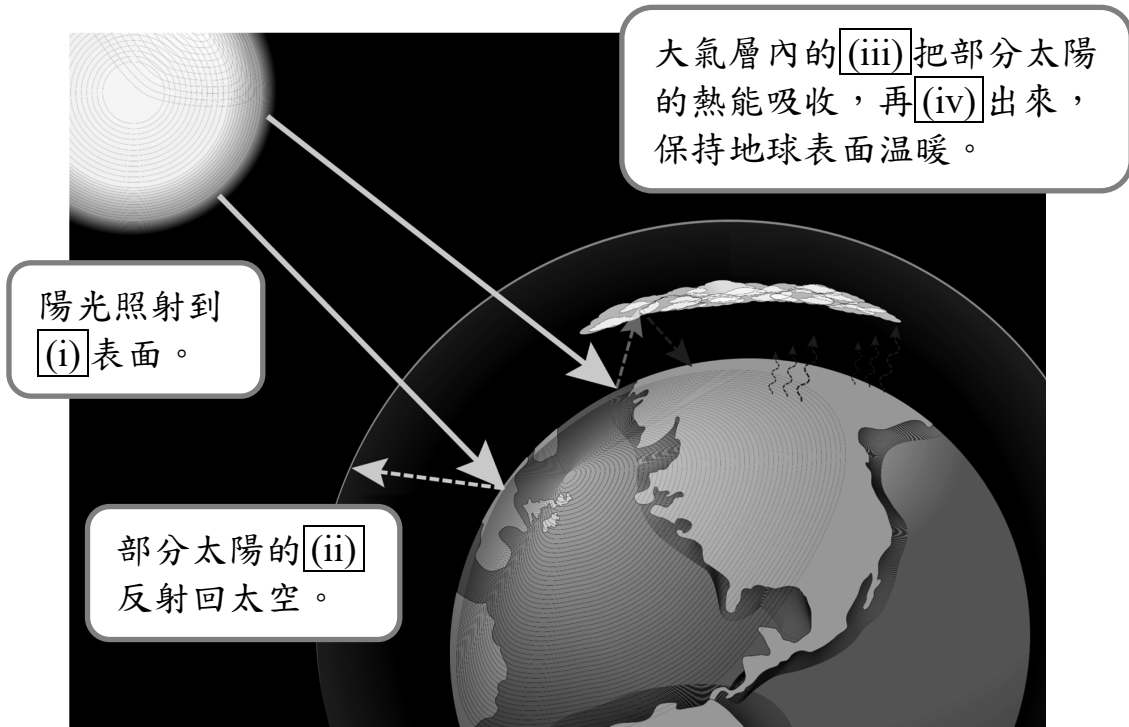 大氣層內的(iii)把部分太陽
的熱能吸收，再(iv)出來，
保持地球表面温暖。
陽光照射到
(i)表面。
部分太陽的(ii)
反射回太空。